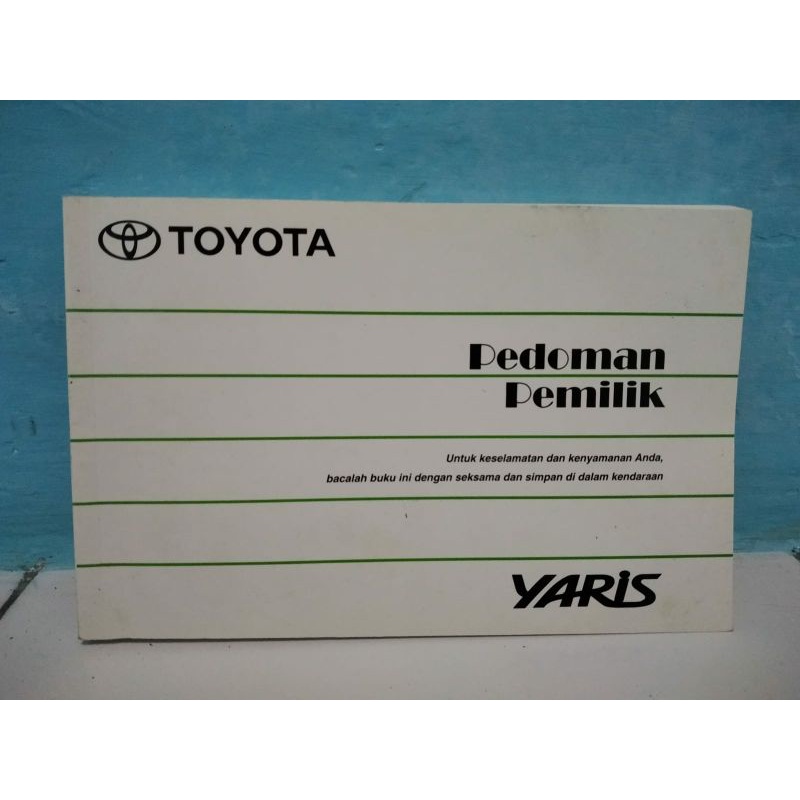 TOYOTA
Pedoman
Pemilik
Untuk keselamatan dan kenyamanan Anda,
bacalah buku ini dengan seksama dan simpan di dalam kendaraan
YARiS